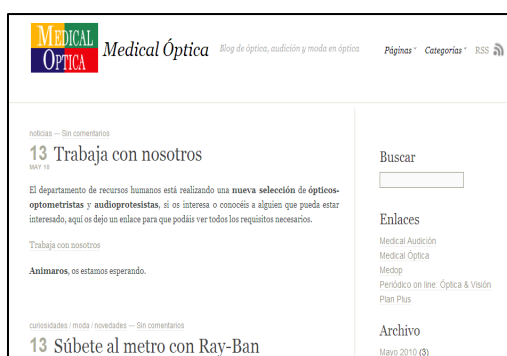 MEDICAL
OPTICA
Medical Óptica
Blog de óptica, audición y moda en óptica
Páginas
Categorías
RSS
noticias — Sin comentarios
13
MAY 10
Trabaja con nosotros
El departamento de recursos humanos está realizando una nueva selección de ópticos-
optometristas y audioprotesistas, si os interesa o conocéis a alguien que pueda estar
interesado, aquí os dejo un enlace para que podáis ver todos los requisitos necesarios.
Trabaja con nosotros
Animaros, os estamos esperando.
curiosidades / moda / novedades — Sin comentarios
13 Súbete al metro con Ray-Ban
Buscar
Enlaces
Medical Audición
Medical Óptica
Medop
Periódico on line: Óptica & Visión
Plan Plus
Archivo
Mayo 2010 (3)